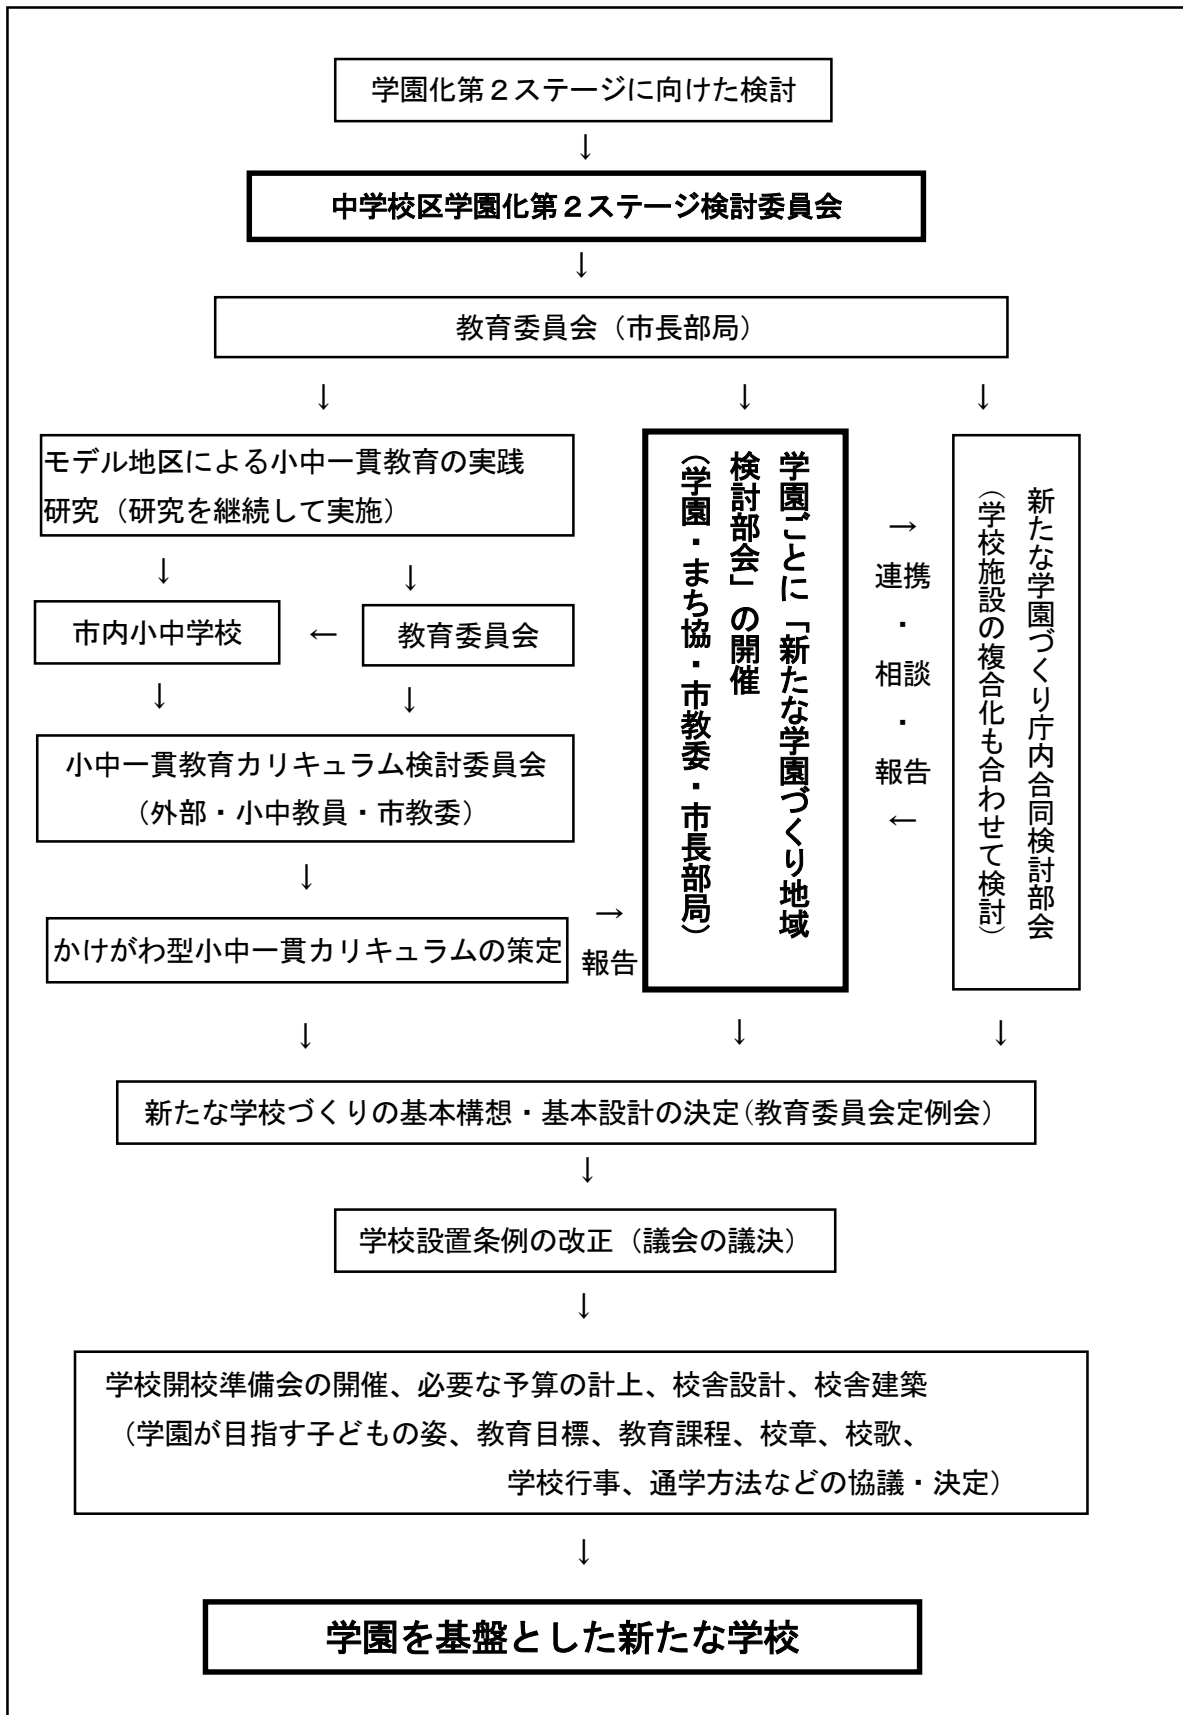 学園化第２ステージに向けた検討
↓
中学校区学園化第２ステージ検討委員会
↓
教育委員会（市長部局）
↓
↓
↓
モデル地区による小中一貫教育の実践
研究（研究を継続して実施）
↓
↓
市内小中学校
←
教育委員会
↓
↓
小中一貫教育カリキュラム検討委員会
（外部・小中教員・市教委）
↓
かけがわ型小中一貫カリキュラムの策定
→
報告
学園ごとに「新たな学園づくり地域
検討部会」の開催
（学園・まち協・市教委・市長部局）
→
連携
・
相談
・
報告
←
新たな学園づくり庁内合同検討部会
（学校施設の複合化も合わせて検討）
↓
↓
↓
新たな学校づくりの基本構想・基本設計の決定（教育委員会定例会）
↓
学校設置条例の改正（議会の議決）
↓
学校開校準備会の開催、必要な予算の計上、校舎設計、校舎建築
（学園が目指す子どもの姿、教育目標、教育課程、校章、校歌、
学校行事、通学方法などの協議・決定）
↓
学園を基盤とした新たな学校